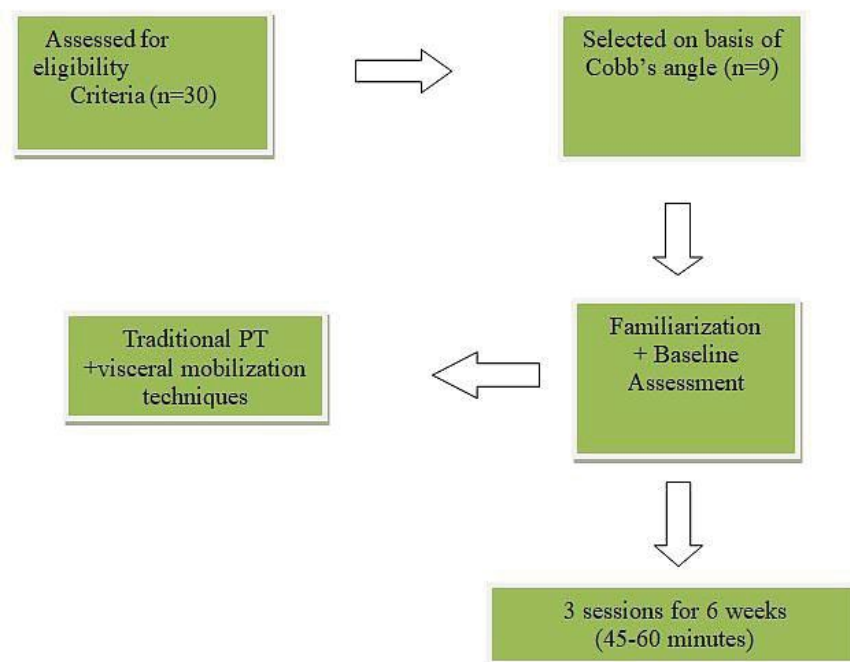 Assessed for
eligibility
Criteria (n=30)
Selected on basis of
Cobb’s angle (n=9)
Familiarization
+ Baseline
Assessment
Traditional PT
+visceral mobilization
techniques
3 sessions for 6 weeks
(45-60 minutes)